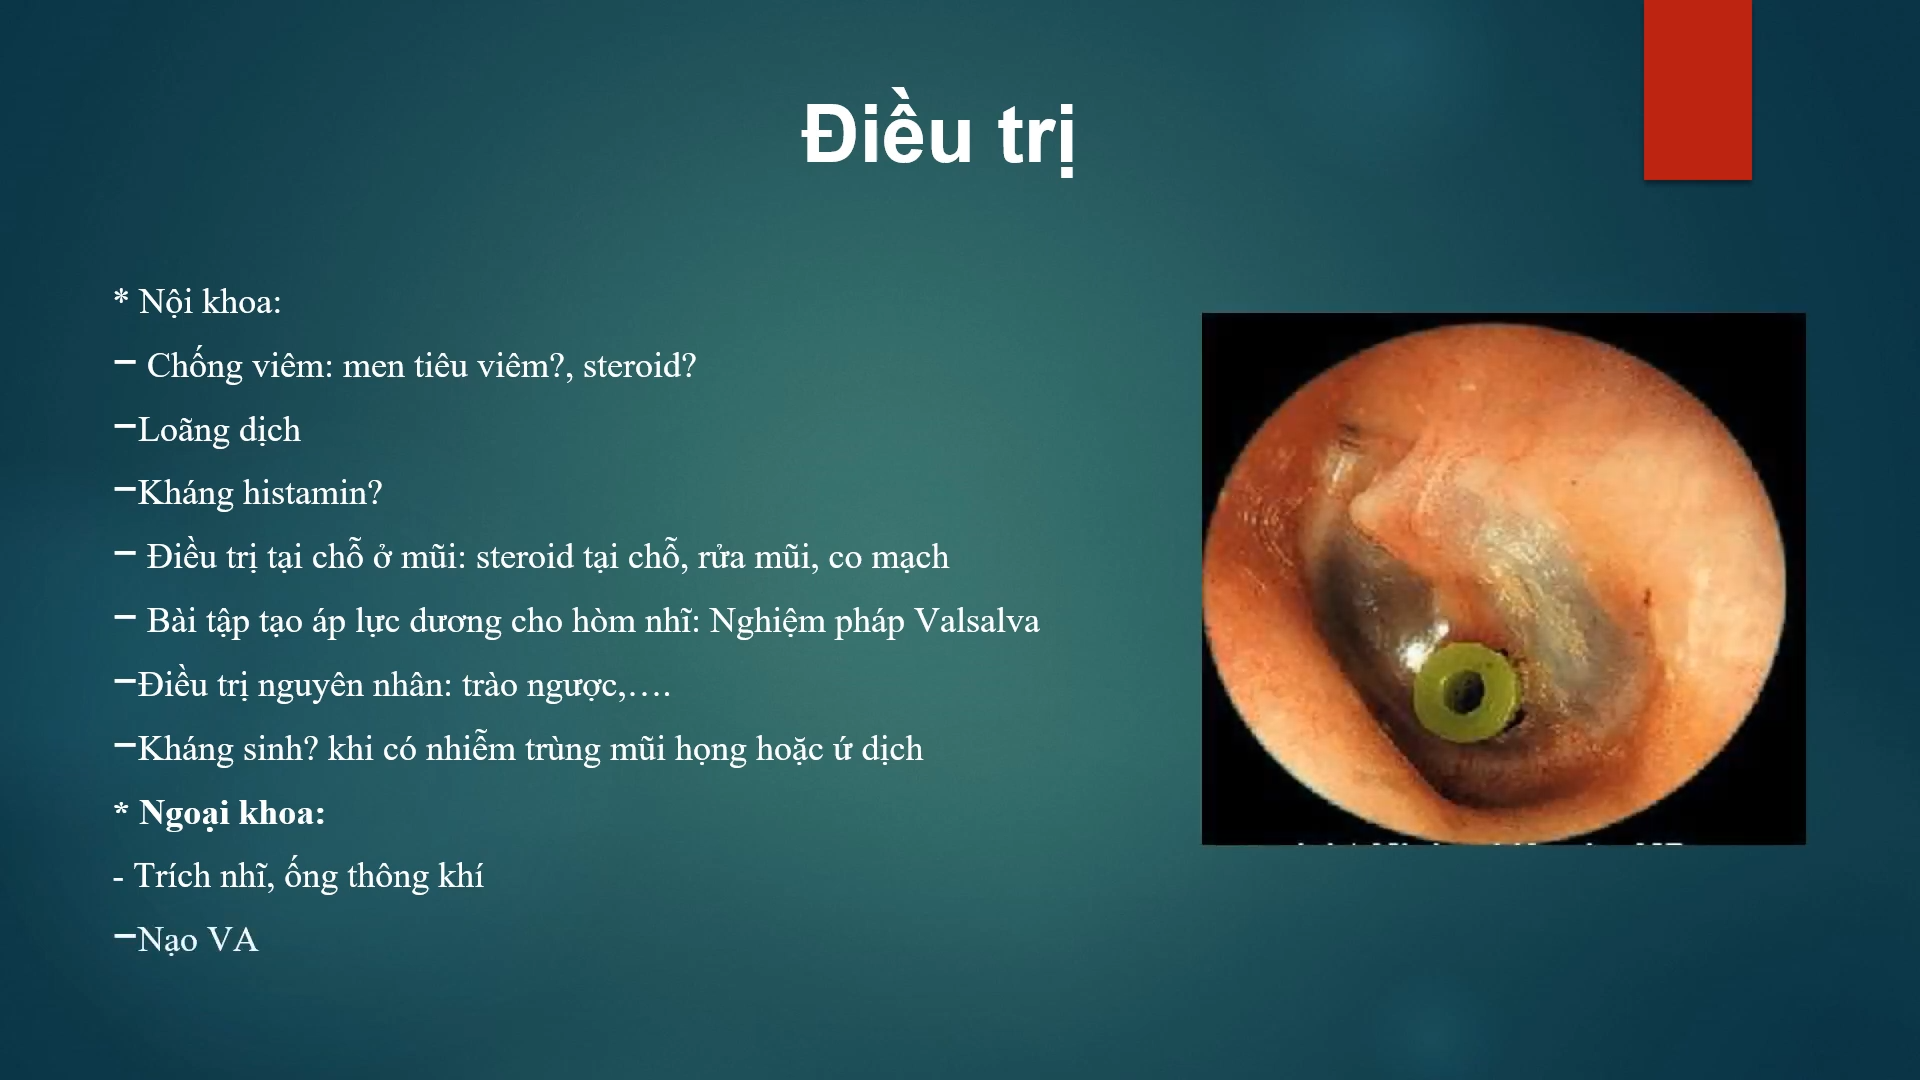 Điều trị
* Nội khoa:
– Chống viêm: men tiêu viêm?, steroid?
–Loãng dịch
–Kháng histamin?
– Điều trị tại chỗ ở mũi: steroid tại chỗ, rửa mũi, co mạch
– Bài tập tạo áp lực dương cho hòm nhĩ: Nghiệm pháp Valsalva
–Điều trị nguyên nhân: trào ngược,….
–Kháng sinh? khi có nhiễm trùng mũi họng hoặc ứ dịch
* Ngoại khoa:
- Trích nhĩ, ống thông khí
–Nạo VA